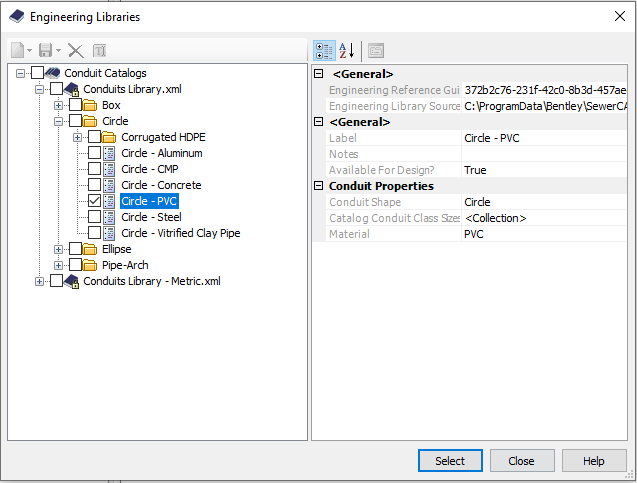 Engineering Libraries
Conduit Catalogs
Conduits Library.xml
Box
Circle
Corrugated HDPE
Circle - Aluminum
Circle - CMP
Circle - Concrete
Circle - PVC
Circle - Steel
Circle - Vitrified Clay Pipe
Ellipse
Pipe-Arch
Conduits Library - Metric.xml
<General>
Engineering Reference Gui 372b2c76-231f-42c0-8b3d-457ae
Engineering Library Source C:\ProgramData\Bentley\SewerCA
<General>
Label Circle - PVC
Notes
Available For Design? True
Conduit Properties
Conduit Shape Circle
Catalog Conduit Class Sizes <Collection>
Material PVC
Select Close Help